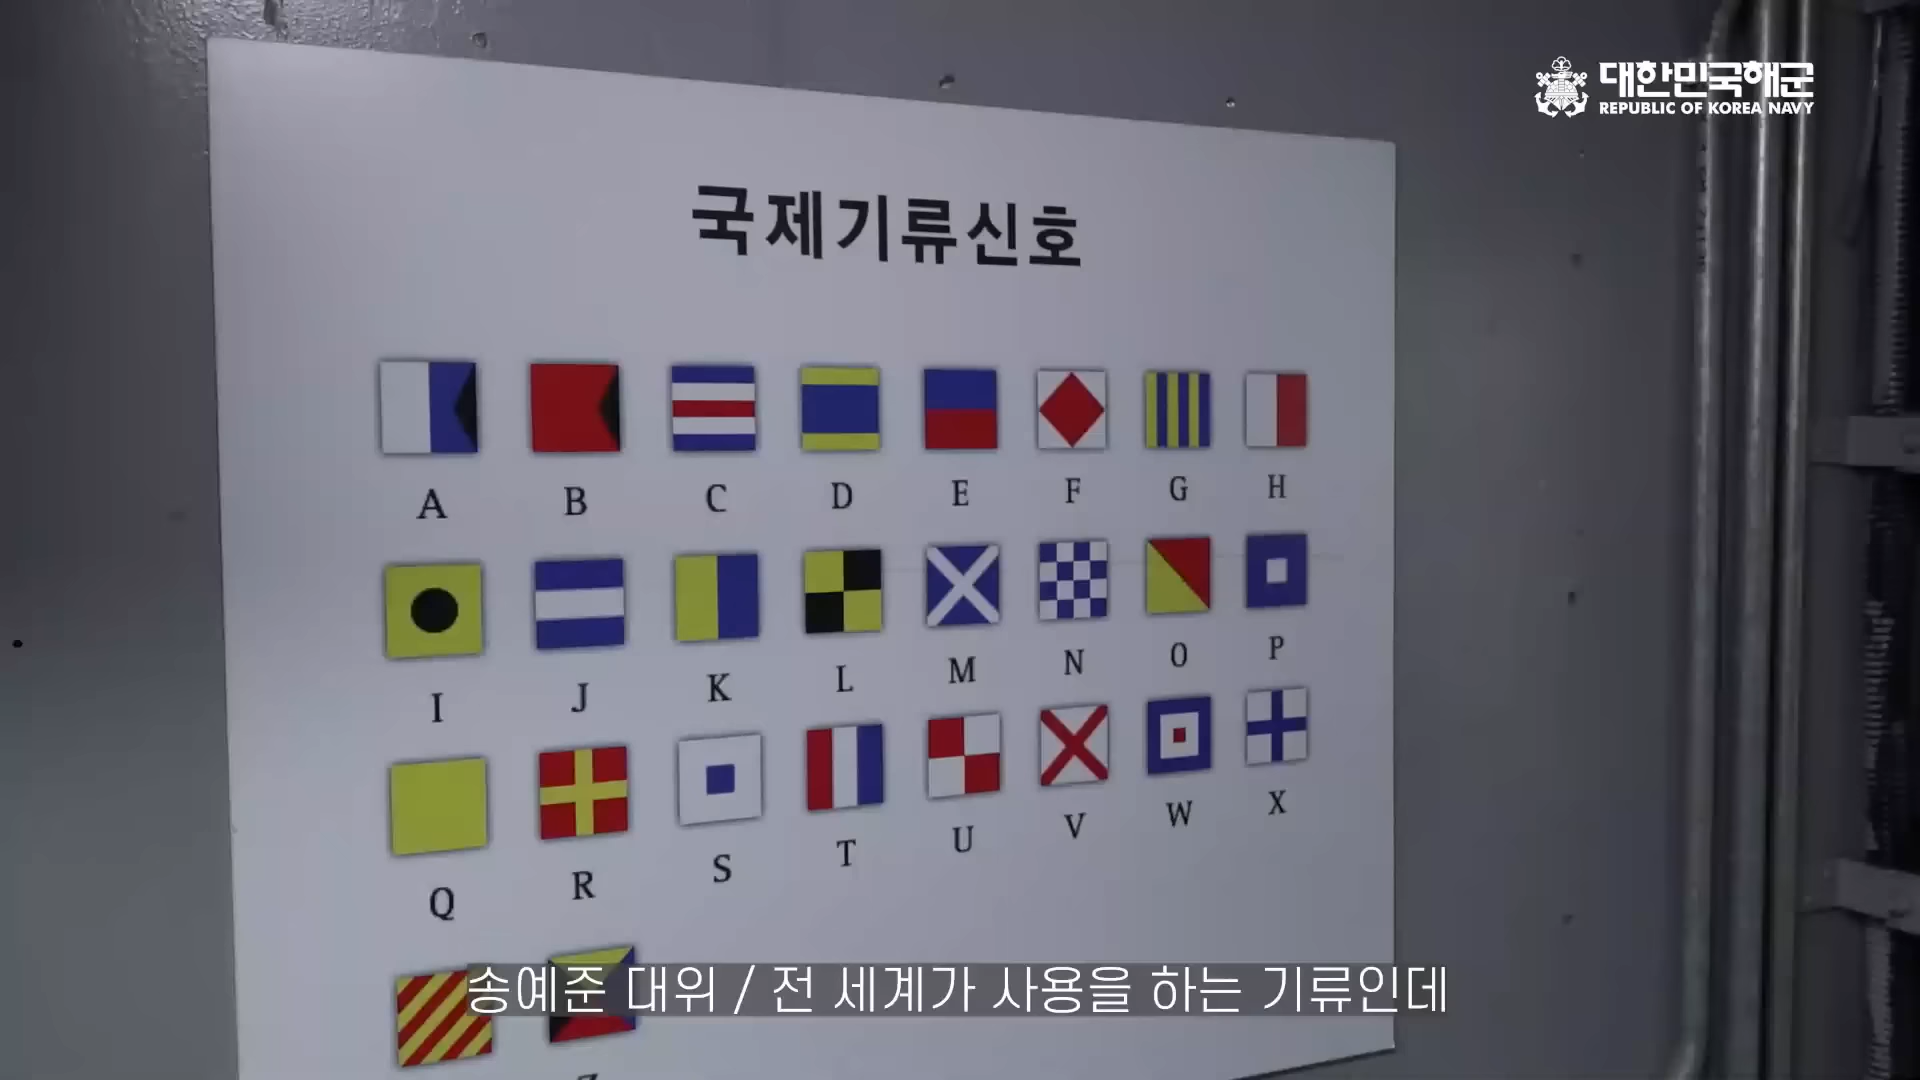 대한민국해군
REPUBLIC OF KOREA NAVY
국제기류신호
A B C D E F G H
I J K L M N O P
Q R S T U V W X
송예준 대위 / 전 세계가 사용을 하는 기류인데